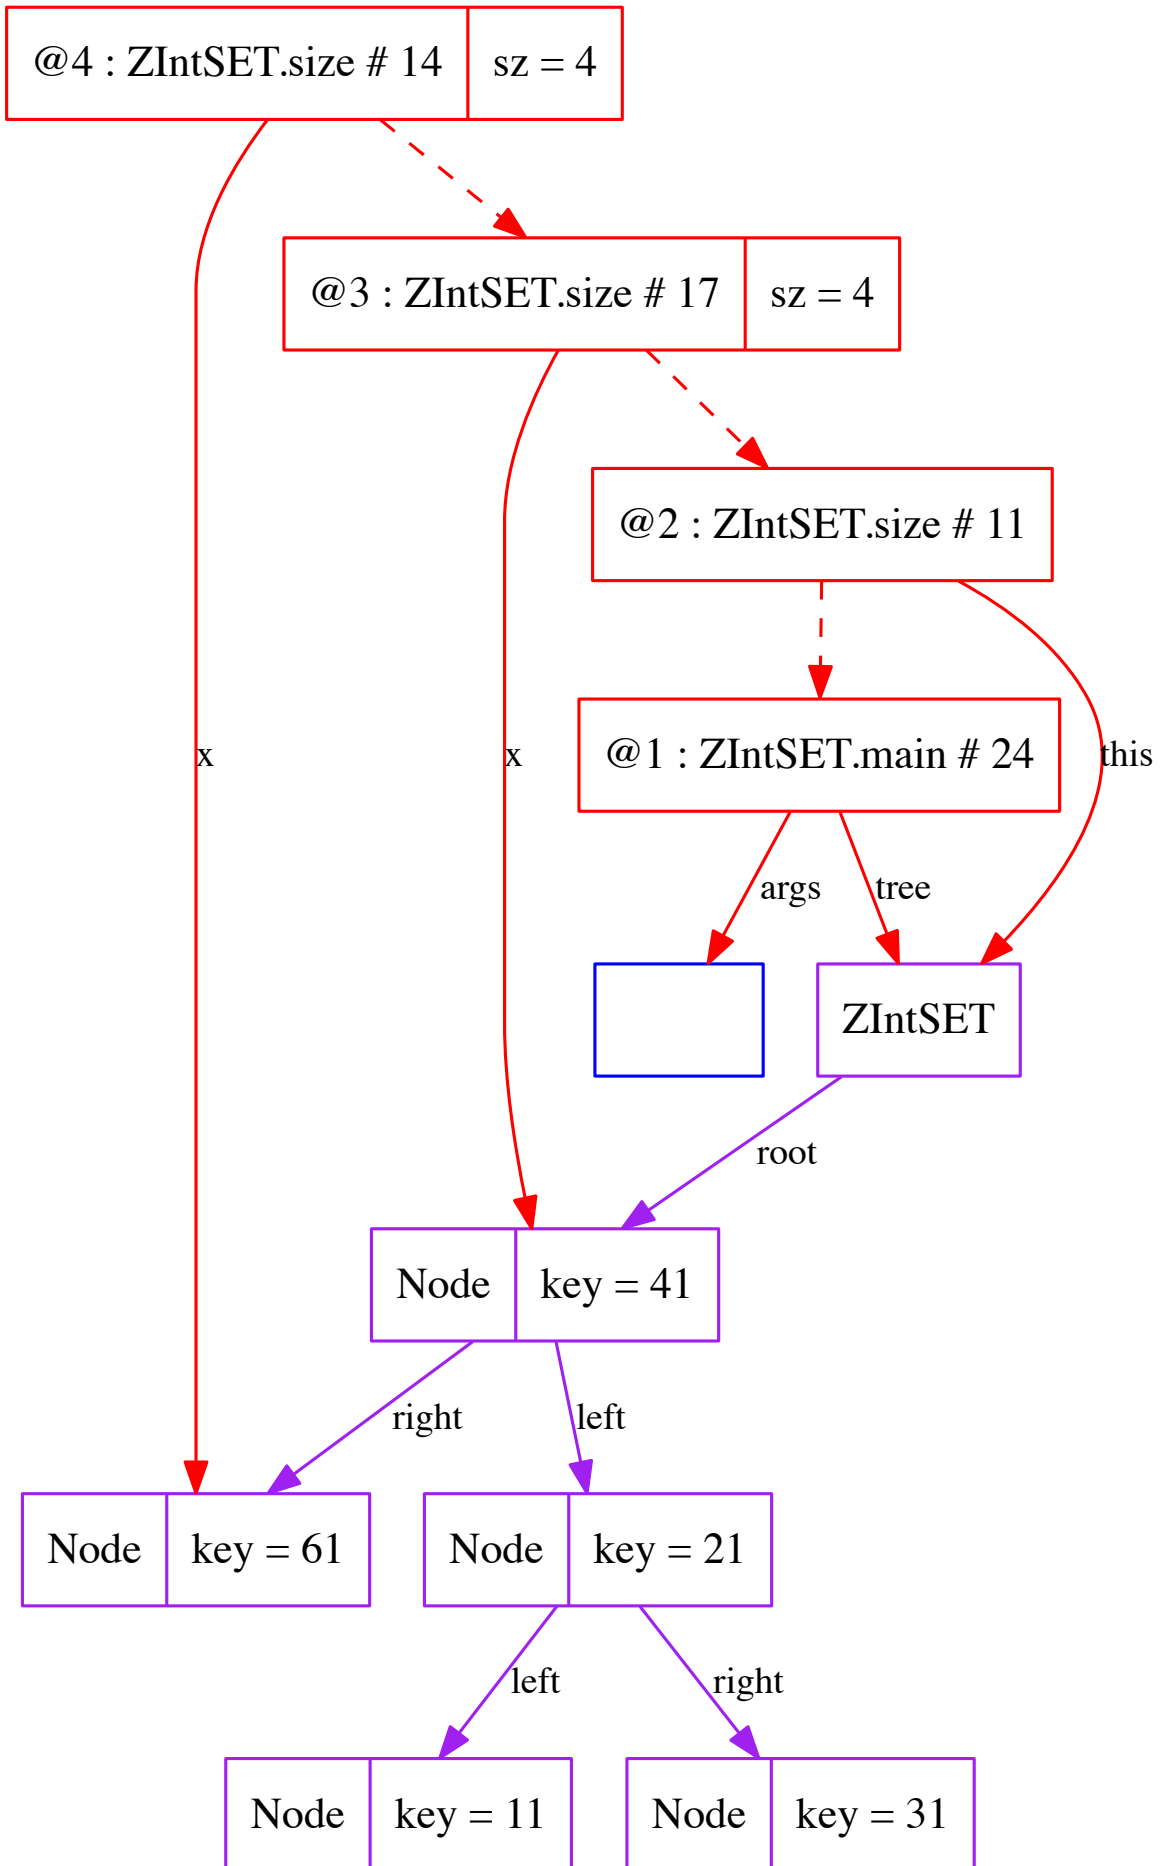 @4 : ZIntSET.size # 14 sz = 4
@3 : ZIntSET.size # 17 sz = 4
@2 : ZIntSET.size # 11
@1 : ZIntSET.main # 24
x
x
this
args
tree
ZIntSET
root
Node key = 41
right
left
Node key = 61
Node key = 21
left
right
Node key = 11
Node key = 31